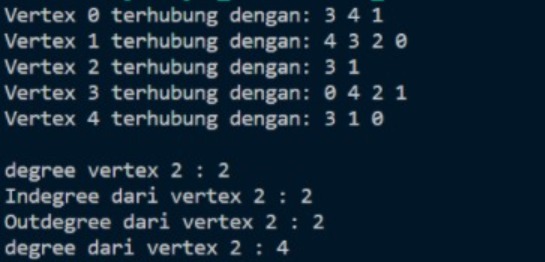 Vertex 0 terhubung dengan: 3 4 1
Vertex 1 terhubung dengan: 4 3 2 0
Vertex 2 terhubung dengan: 3 1
Vertex 3 terhubung dengan: 0 4 2 1
Vertex 4 terhubung dengan: 3 1 0
degree vertex 2 : 2
Indegree dari vertex 2 : 2
Outdegree dari vertex 2 : 2
degree dari vertex 2 : 4